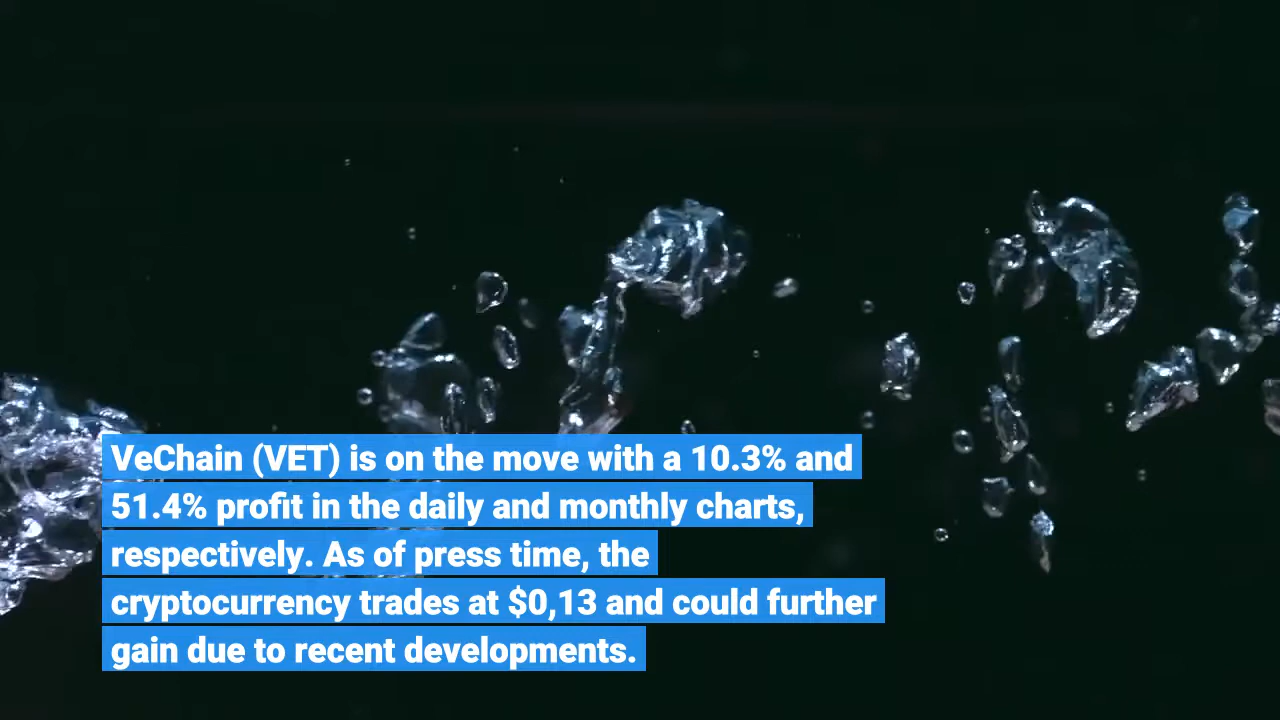 VeChain (VET) is on the move with a 10.3% and
51.4% profit in the daily and monthly charts,
respectively. As of press time, the
cryptocurrency trades at $0,13 and could further
gain due to recent developments.